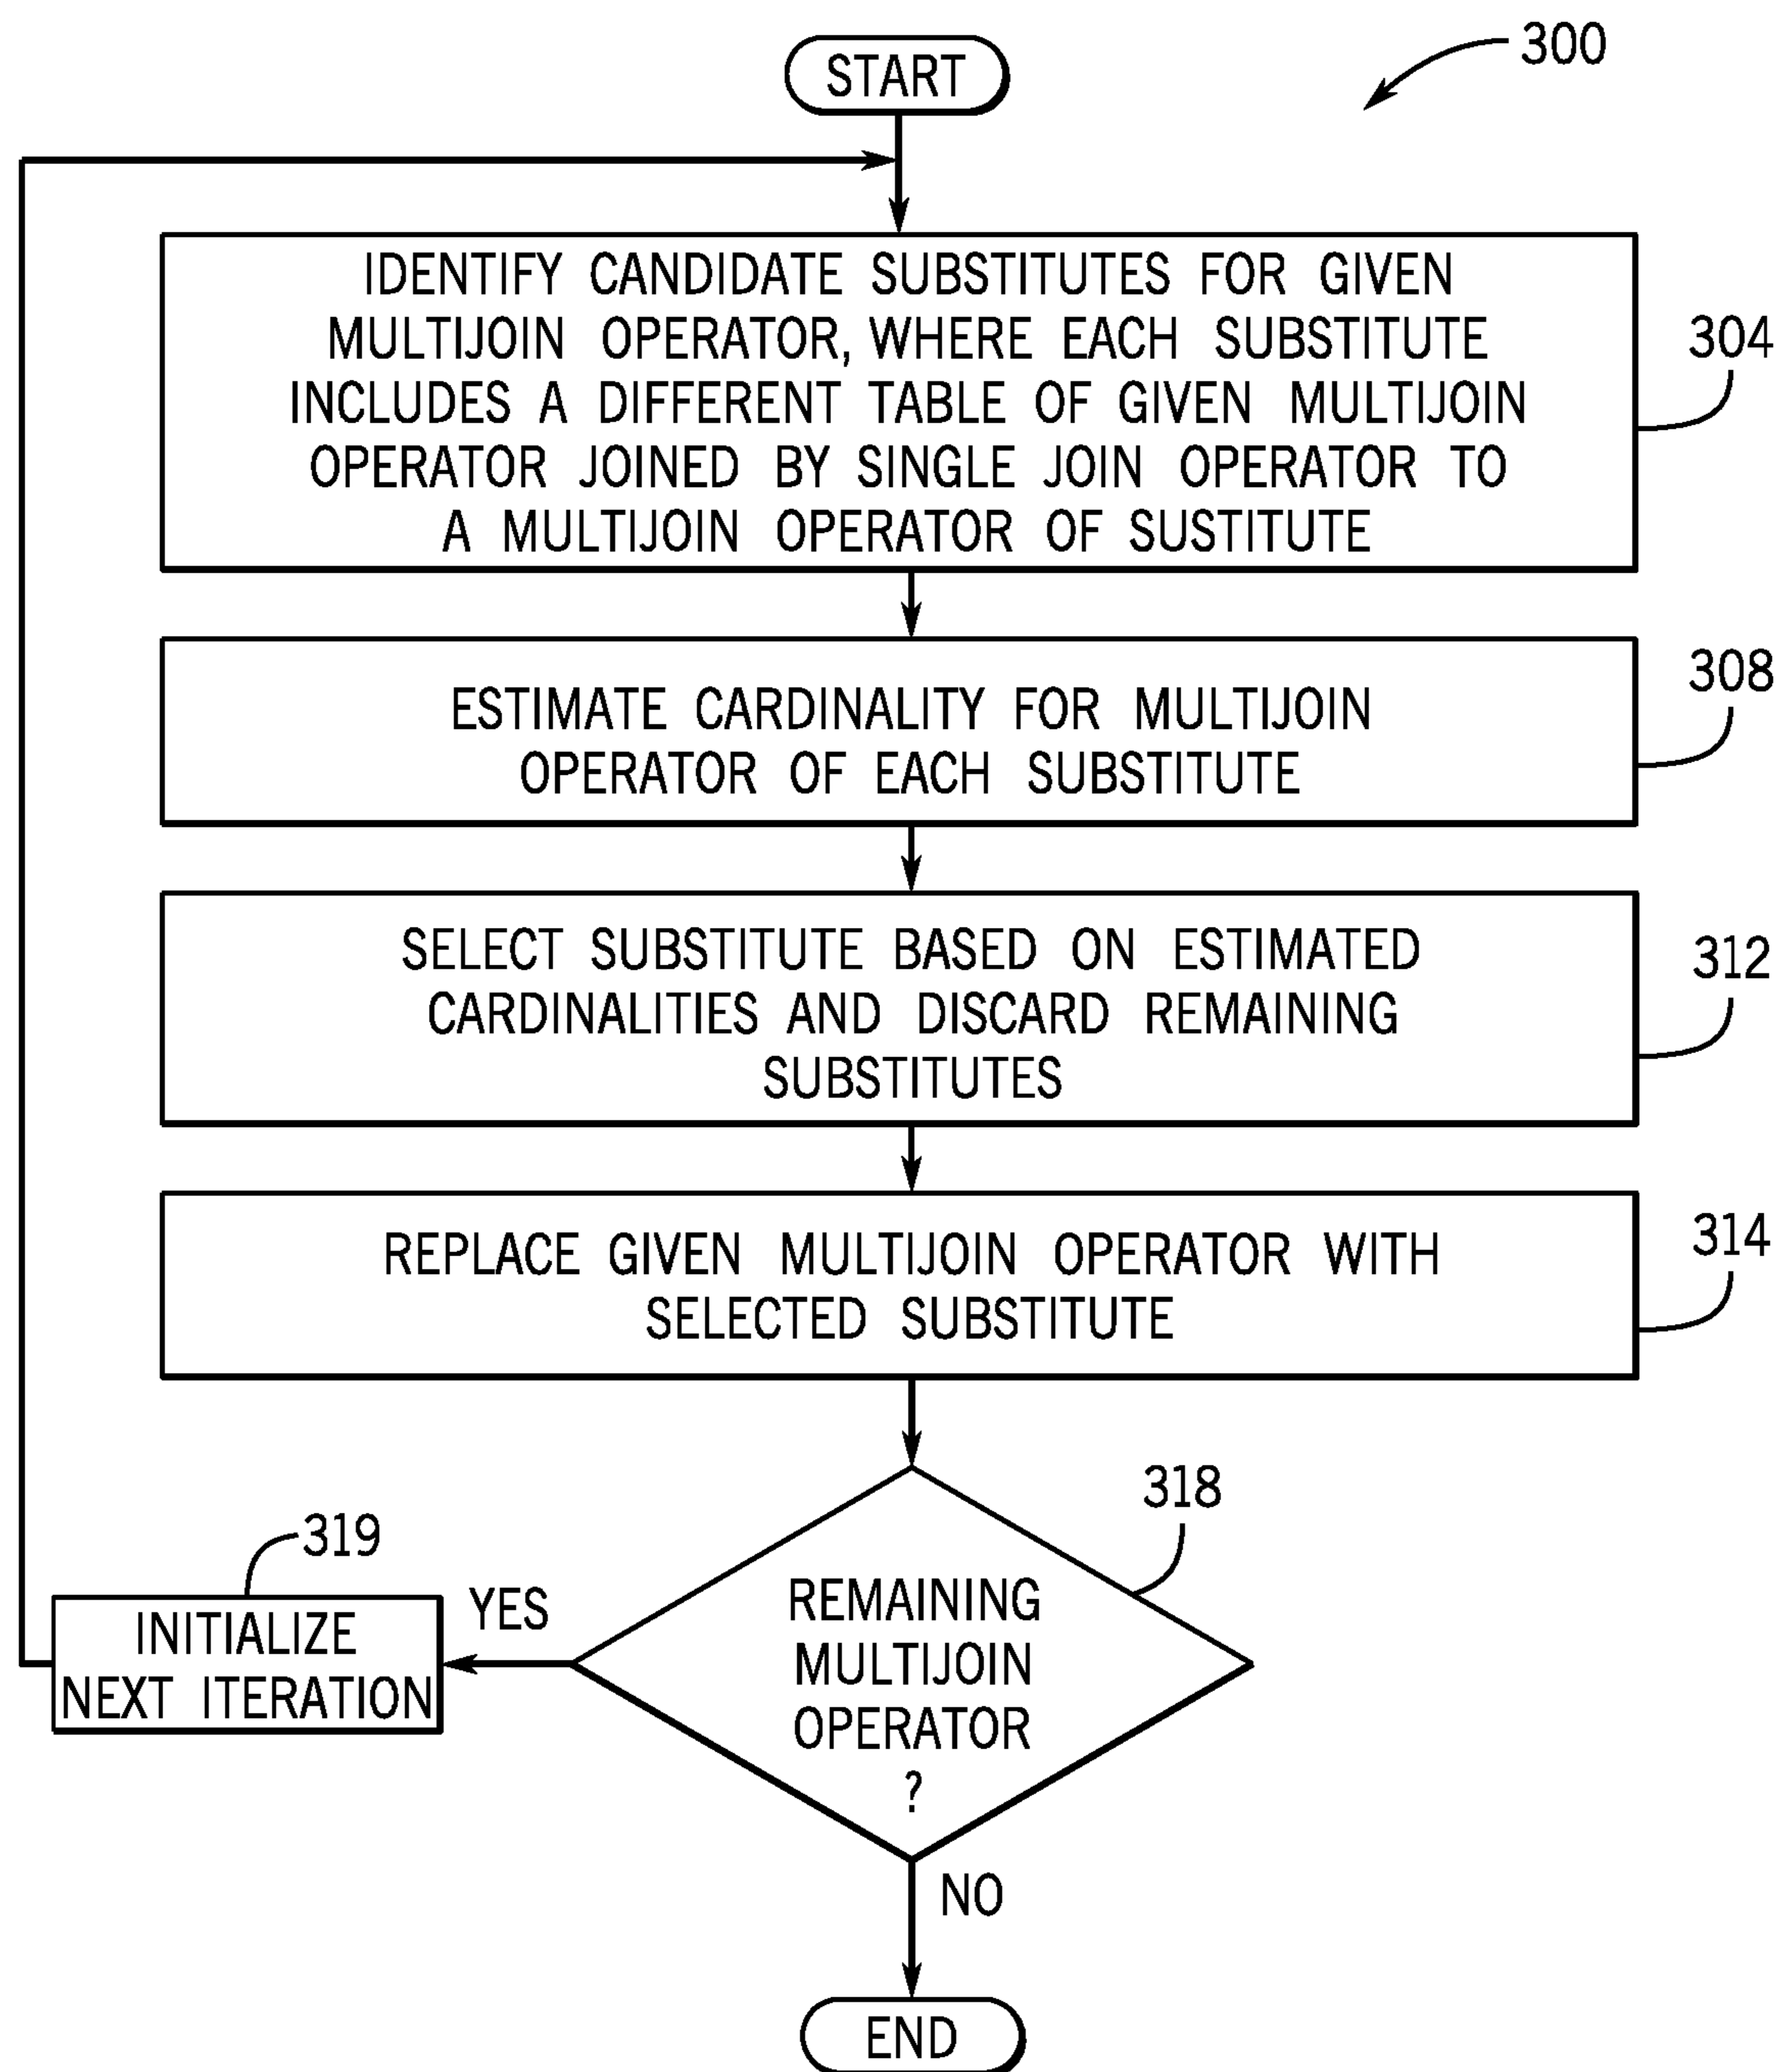 300
START
IDENTIFY CANDIDATE SUBSTITUTES FOR GIVEN
MULTIJOIN OPERATOR, WHERE EACH SUBSTITUTE
INCLUDES A DIFFERENT TABLE OF GIVEN MULTIJOIN
OPERATOR JOINED BY SINGLE JOIN OPERATOR TO
A MULTIJOIN OPERATOR OF SUSTITUTE
304
ESTIMATE CARDINALITY FOR MULTIJOIN
OPERATOR OF EACH SUBSTITUTE
308
SELECT SUBSTITUTE BASED ON ESTIMATED
CARDINALITIES AND DISCARD REMAINING
SUBSTITUTES
312
REPLACE GIVEN MULTIJOIN OPERATOR WITH
SELECTED SUBSTITUTE
314
318
REMAINING
MULTIJOIN
OPERATOR
?
YES
319
INITIALIZE
NEXT ITERATION
NO
END